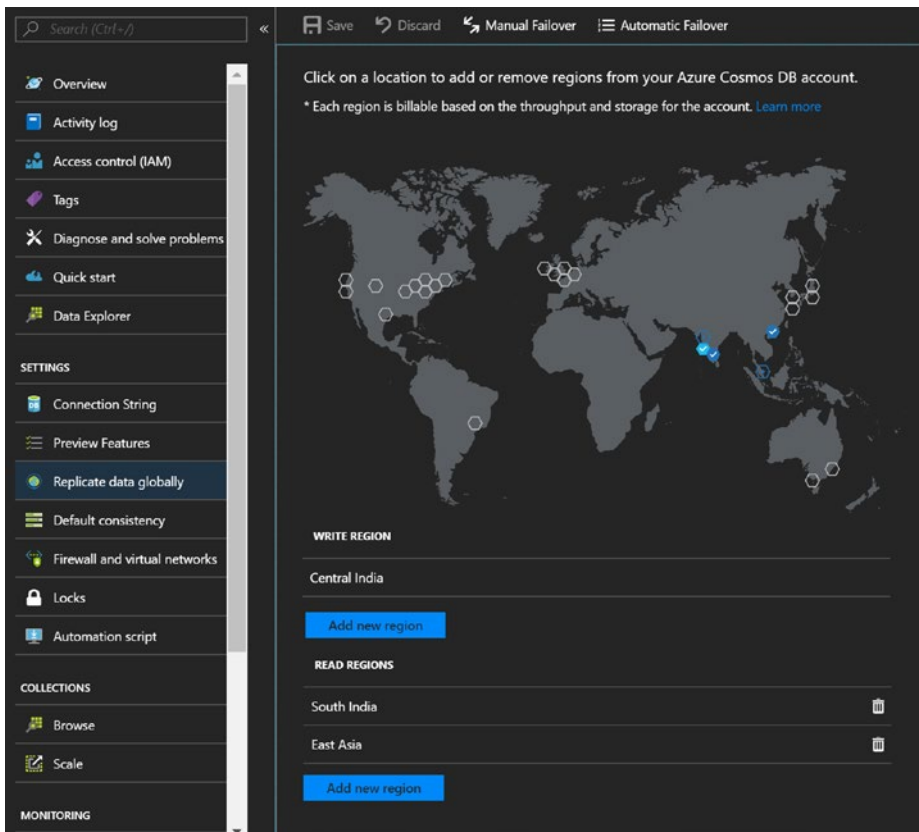 Search (Ctrl+/)
«
Overview
Activity log
Access control (IAM)
Tags
Diagnose and solve problems
Quick start
Data Explorer
SETTINGS
Connection String
Preview Features
Replicate data globally
Default consistency
Firewall and virtual networks
Locks
Automation script
COLLECTIONS
Browse
Scale
MONITORING
Save Discard Manual Failover Automatic Failover
Click on a location to add or remove regions from your Azure Cosmos DB account.
* Each region is billable based on the throughput and storage for the account. Learn more
WRITE REGION
Central India
Add new region
READ REGIONS
South India
East Asia
Add new region